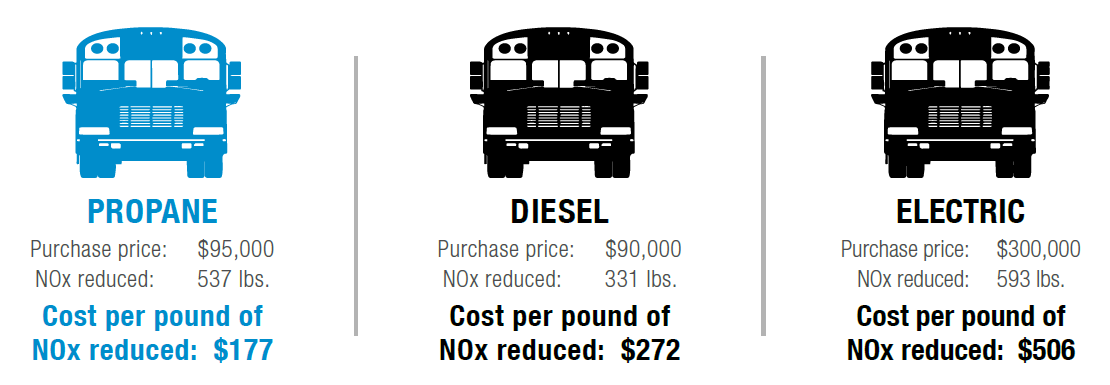 PROPANE
Purchase price: $95,000
NOx reduced: 537 lbs.
Cost per pound of
NOx reduced: $177
DIESEL
Purchase price: $90,000
NOx reduced: 331 lbs.
Cost per pound of
NOx reduced: $272
ELECTRIC
Purchase price: $300,000
NOx reduced: 593 lbs.
Cost per pound of
NOx reduced: $506